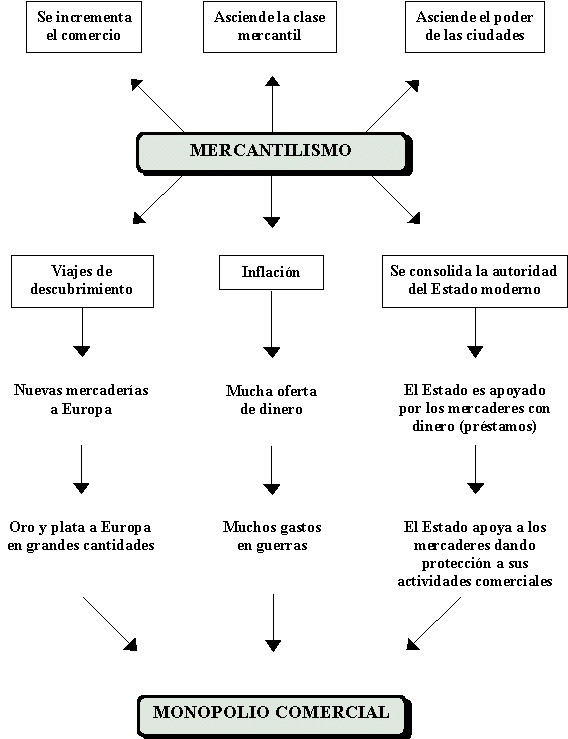 Se incrementa
el comercio
Asciende la clase
mercantil
Asciende el poder
de las ciudades
MERCANTILISMO
Viajes de
descubrimiento
Inflación
Se consolida la autoridad
del Estado moderno
Nuevas mercaderías
a Europa
Mucha oferta
de dinero
El Estado es apoyado
por los mercaderes con
dinero (préstamos)
Oro y plata a Europa
en grandes cantidades
Muchos gastos
en guerras
El Estado apoya a los
mercaderes dando
protección a sus
actividades comerciales
MONOPOLIO COMERCIAL